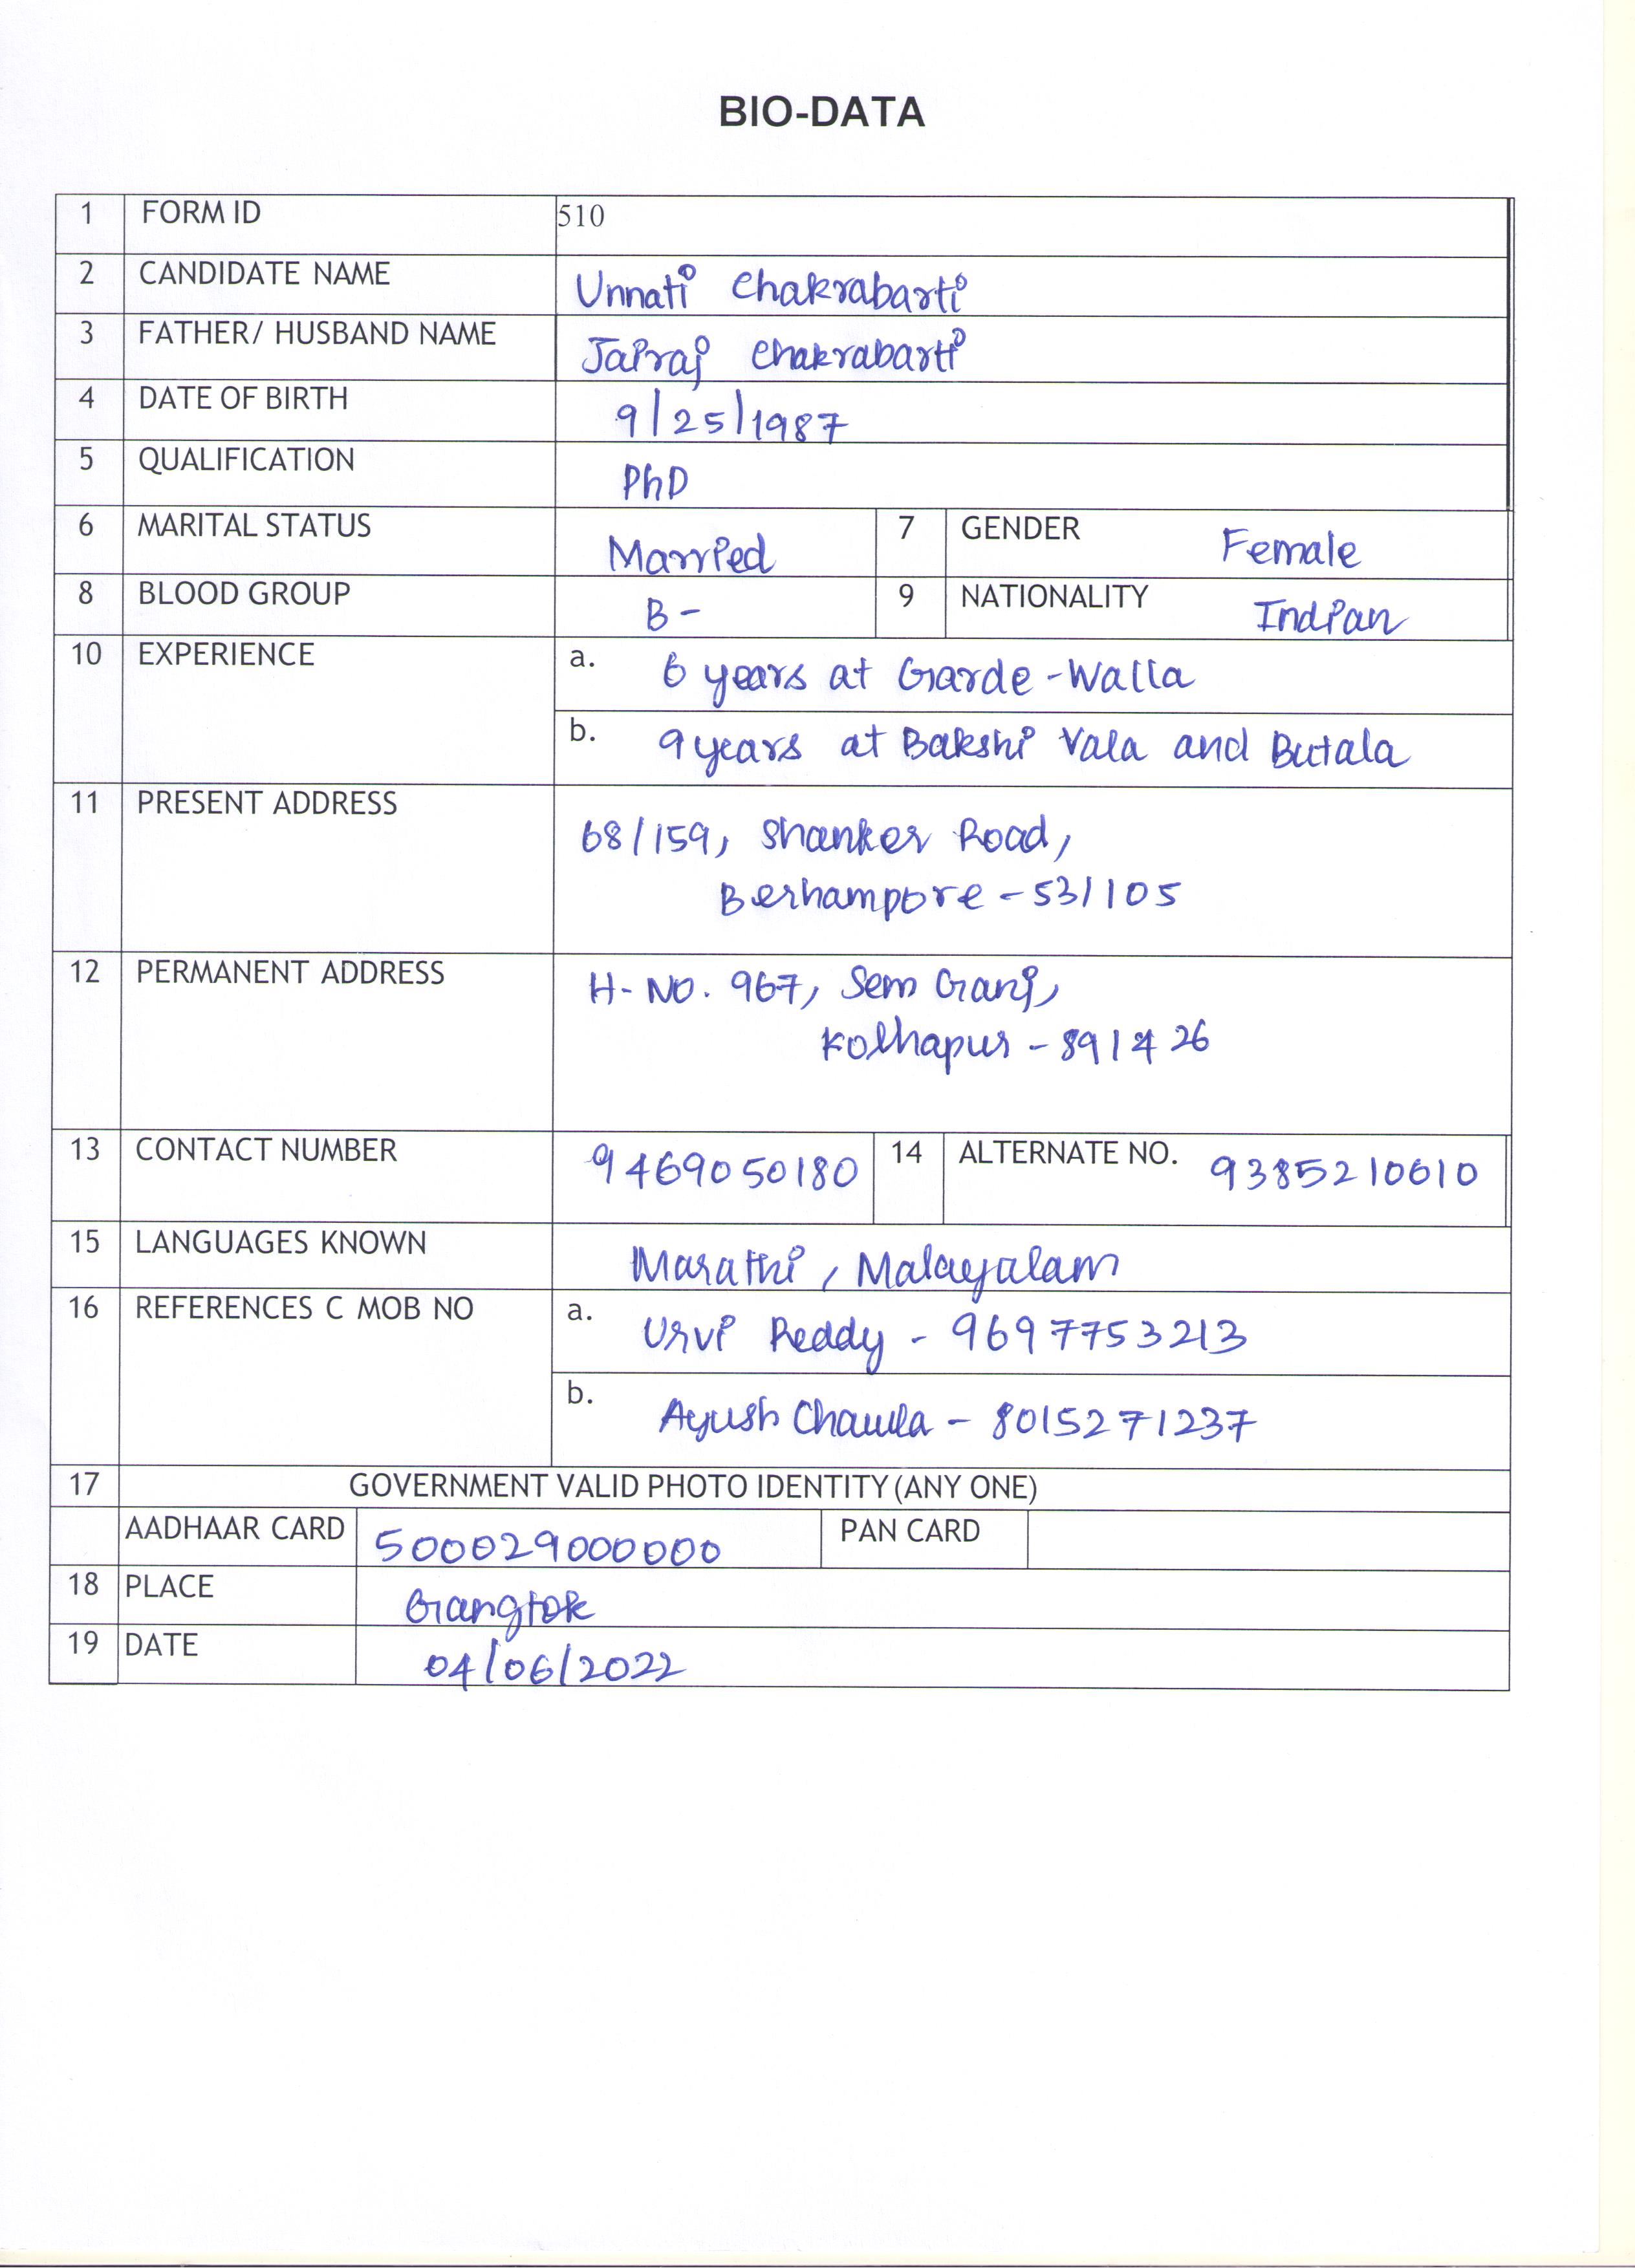 BIO-DATA
1 FORM ID 510
2 CANDIDATE NAME Unnati Chakrabarti
3 FATHER/ HUSBAND NAME Jairaj Chakrabarti
4 DATE OF BIRTH 9/25/1987
5 QUALIFICATION PhD
6 MARITAL STATUS Married 7 GENDER Female
8 BLOOD GROUP B- 9 NATIONALITY Indian
10 EXPERIENCE a. 6 years at Garde-Walla
b. 9 years at Bakshi Vala and Butala
11 PRESENT ADDRESS 68/159, Shanker Road,
Berhampore - 531105
12 PERMANENT ADDRESS H-NO. 967, Sem Ganj,
Kolhapur - 891426
13 CONTACT NUMBER 9469050180 14 ALTERNATE NO. 9385210610
15 LANGUAGES KNOWN Marathi, Malayalam
16 REFERENCES C MOB NO a. Urvi Reddy - 9697753213
b. Ayush Chawla - 8015271237
17 GOVERNMENT VALID PHOTO IDENTITY (ANY ONE)
AADHAAR CARD 500029000000 PAN CARD
18 PLACE Gangtok
19 DATE 04/06/2022